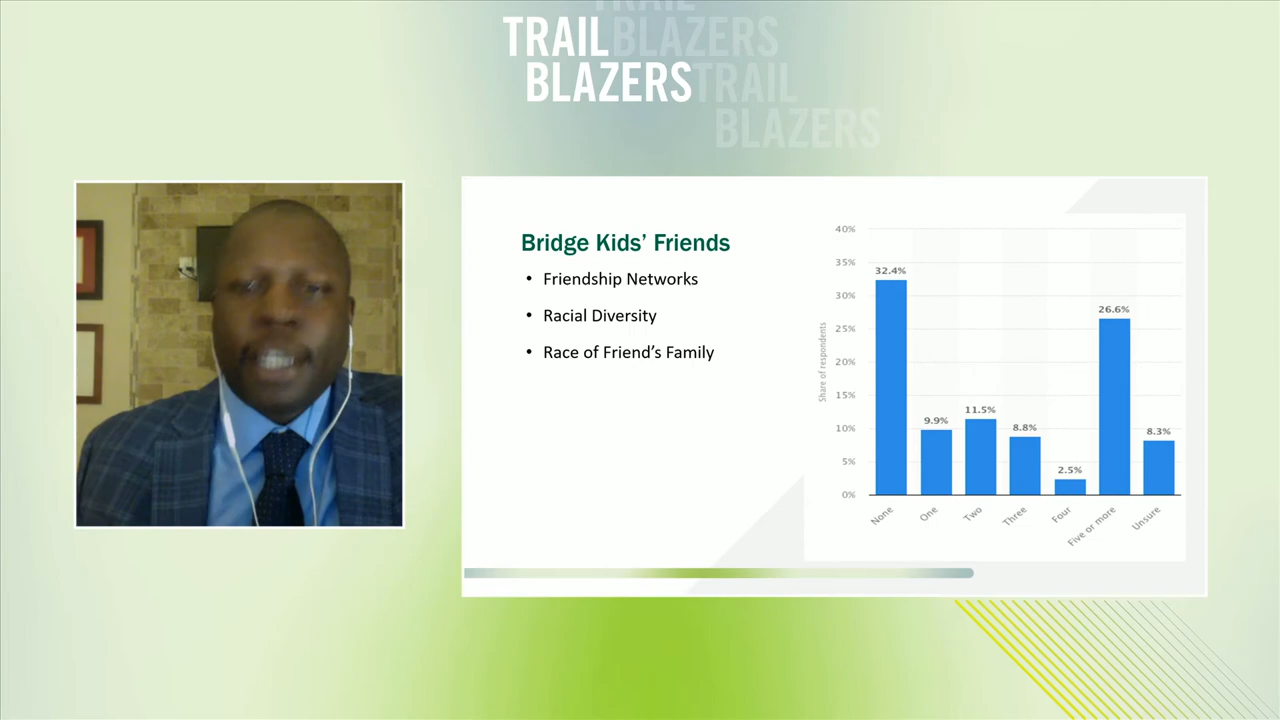 TRAIL
TRAILBLAZERS
BLAZERSTRAIL
BLAZERS
Bridge Kids' Friends
• Friendship Networks
• Racial Diversity
• Race of Friend's Family
Share of respondents
40%
35%
30%
25%
20%
15%
10%
5%
0%
32.4%
9.9%
11.5%
8.8%
2.5%
26.6%
8.3%
None
One
Two
Three
Four
Five or more
Unsure